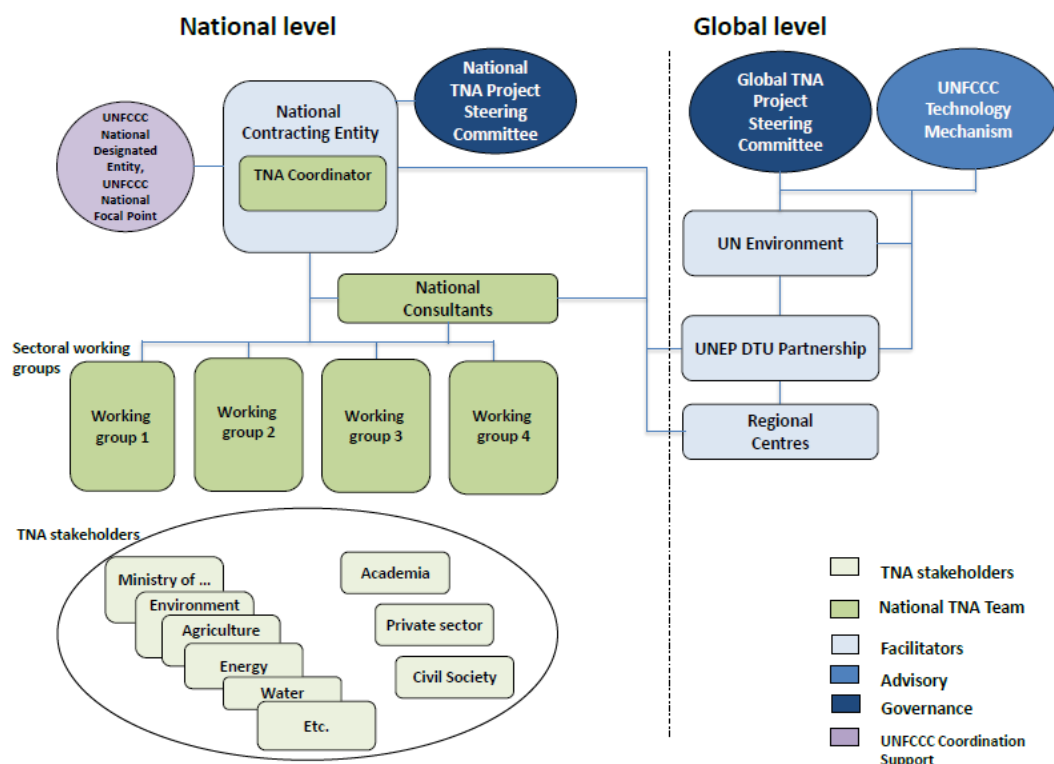 National level
Global level
UNFCCC
National
Designated
Entity,
UNFCCC
National
Focal Point
National
Contracting Entity
TNA Coordinator
National
TNA Project
Steering
Committee
Global TNA
Project
Steering
Committee
UNFCCC
Technology
Mechanism
UN Environment
National
Consultants
UNEP DTU Partnership
Regional
Centres
Sectoral working
groups
Working
group 1
Working
group 2
Working
group 3
Working
group 4
TNA stakeholders
Ministry of ...
Environment
Agriculture
Energy
Water
Etc.
Academia
Private sector
Civil Society
TNA stakeholders
National TNA Team
Facilitators
Advisory
Governance
UNFCCC Coordination
Support